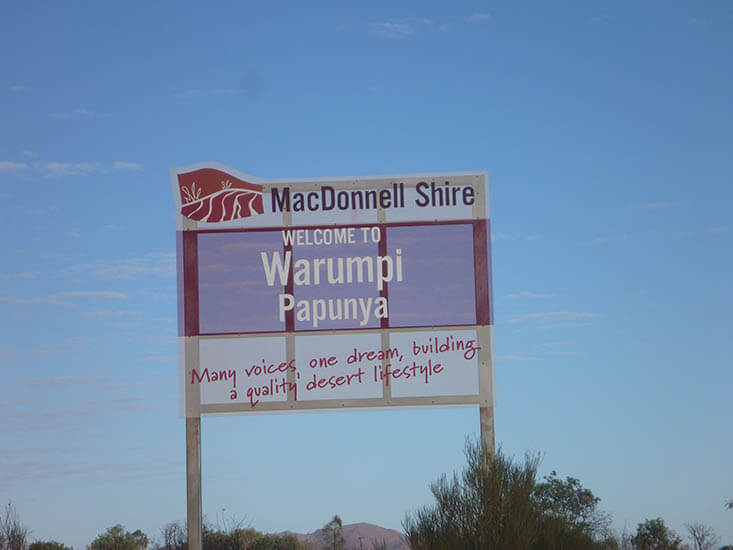 MacDonnell Shire
WELCOME TO
Warumpi
Papunya
Many voices, one dream, building
a quality desert lifestyle